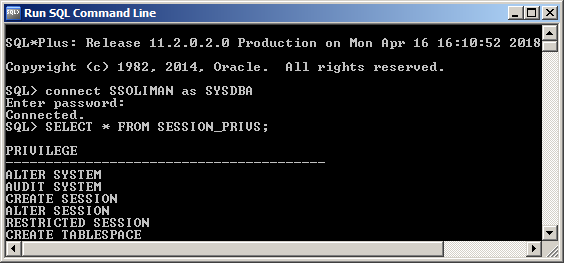 Run SQL Command Line
SQL*Plus: Release 11.2.0.2.0 Production on Mon Apr 16 16:10:52 2018
Copyright (c) 1982, 2014, Oracle.  All rights reserved.
SQL> connect SSOLIMAN as SYSDBA
Enter password:
Connected.
SQL> SELECT * FROM SESSION_PRIVS;
PRIVILEGE
----------------------------------------
ALTER SYSTEM
AUDIT SYSTEM
CREATE SESSION
ALTER SESSION
RESTRICTED SESSION
CREATE TABLESPACE